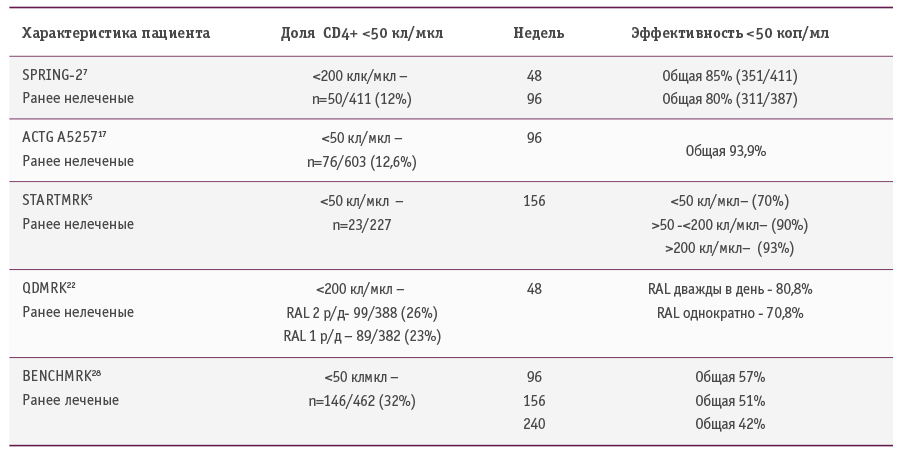 Характеристика пациента Доля CD4+ <50 кл/мкл Недель Эффективность <50 коп/мл
SPRING-2⁷ <200 клк/мкл – 48 Общая 85% (351/411)
Ранее нелеченые n=50/411 (12%) 96 Общая 80% (311/387)
ACTG A5257¹⁷ <50 кл/мкл – 96
Общая 93,9%
Ранее нелеченые n=76/603 (12,6%)
STARTMRK⁵ <50 кл/мкл – 156 <50 кл/мкл– (70%)
Ранее нелеченые n=23/227 >50 -<200 кл/мкл– (90%)
>200 кл/мкл– (93%)
QDMRK²² <200 кл/мкл – 48 RAL дважды в день - 80,8%
Ранее нелеченые RAL 2 р/д- 99/388 (26%) RAL однократно - 70,8%
RAL 1 р/д – 89/382 (23%)
BENCHMRK²⁸ <50 клмкл – 96 Общая 57%
Ранее леченые n=146/462 (32%) 156 Общая 51%
240 Общая 42%